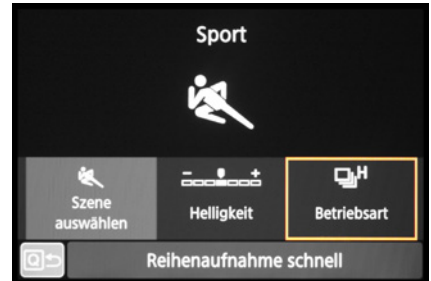 Sport
H
Szene
auswählen
Helligkeit
Betriebsart
Q
Reihenaufnahme schnell